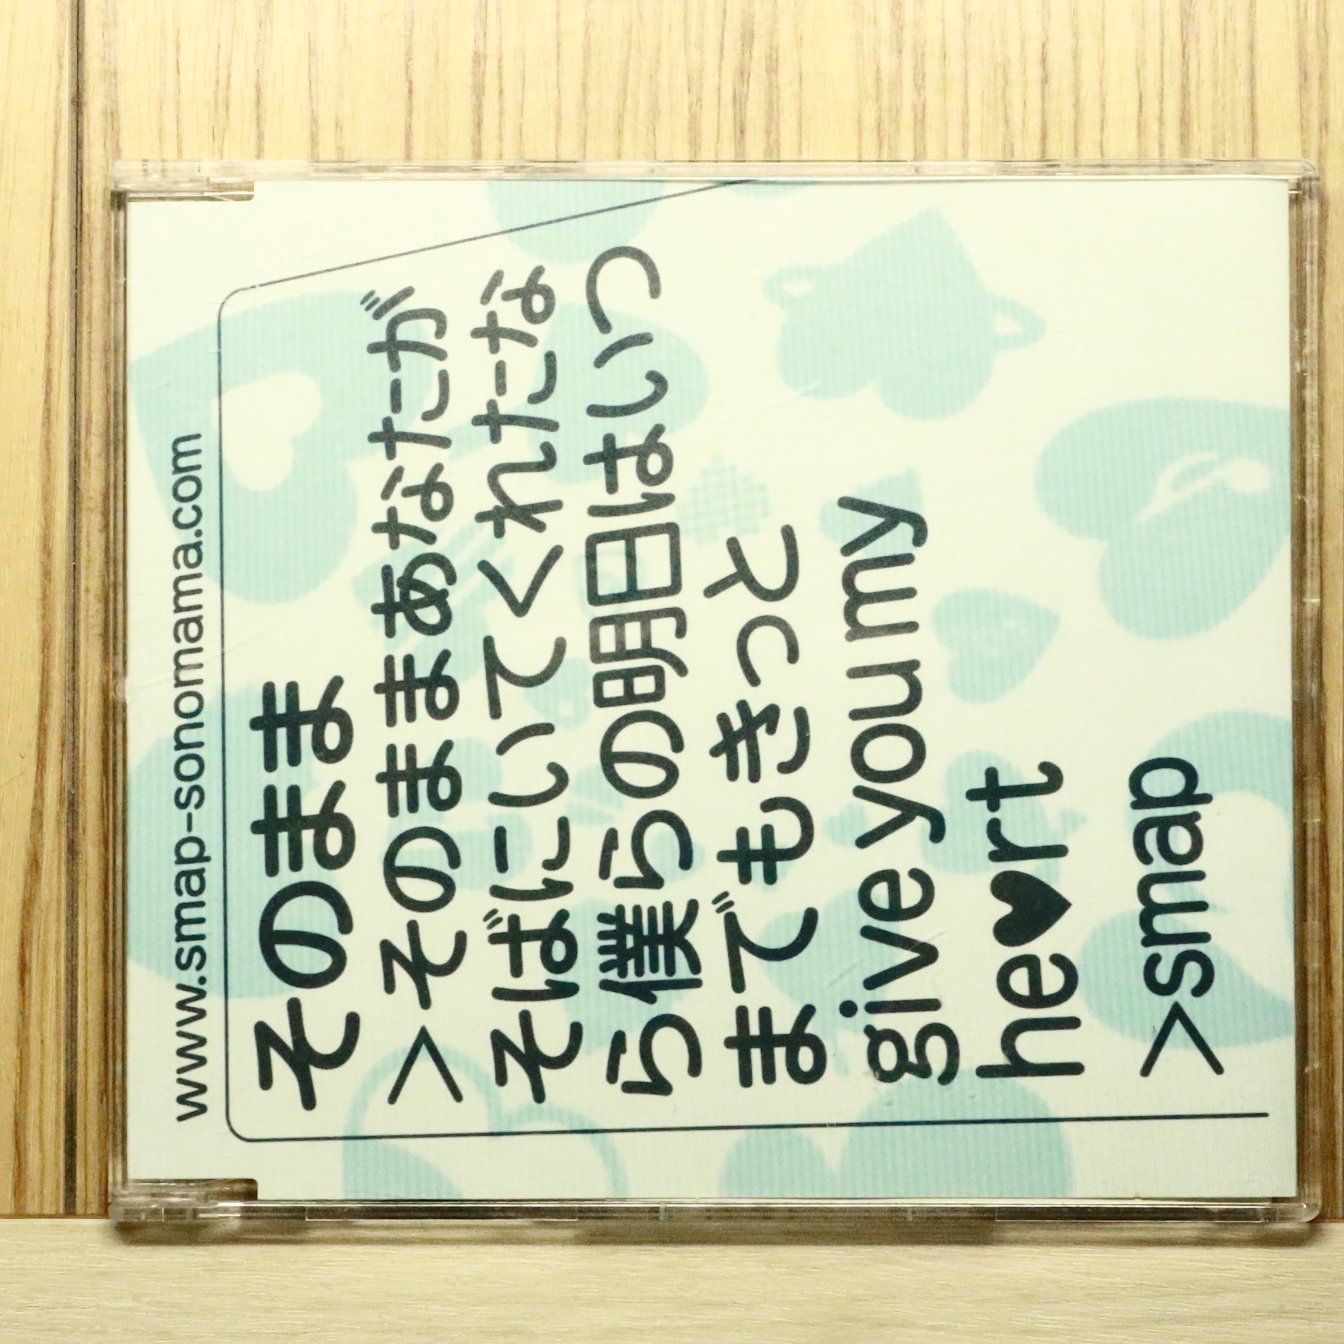 www.smap-sonomama.com
そのまま
>そのままあなたが
そばにいてくれたな
ら僕らの明日はいつ
まででもきっと
give you my
he♥rt
>smap